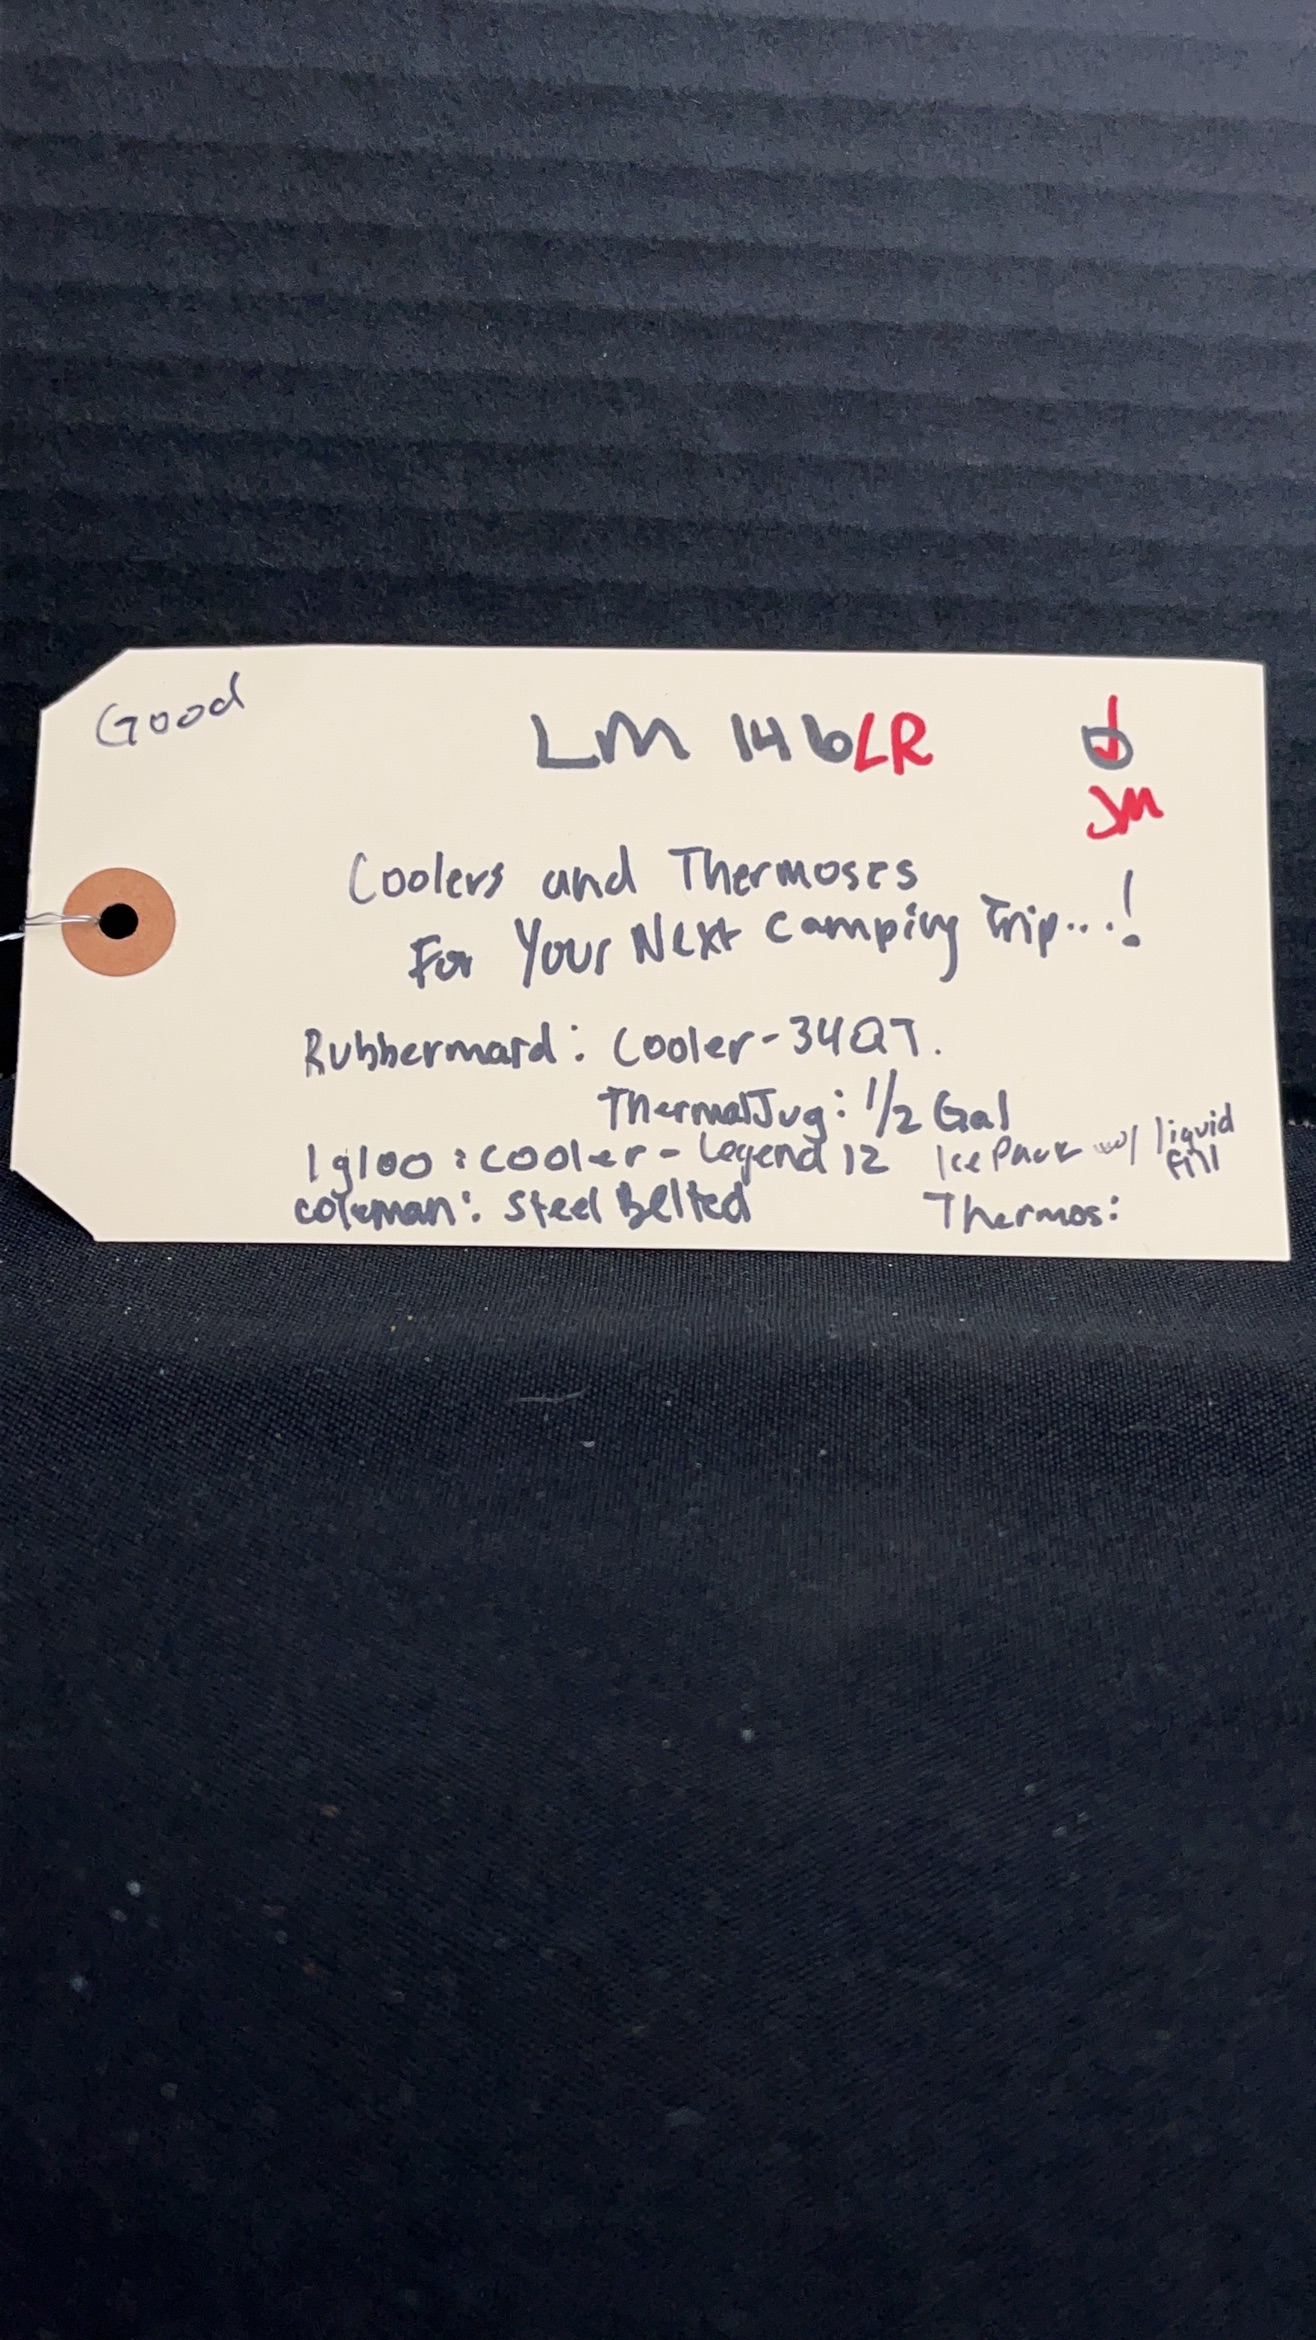 Good
LM 146LR
JM
Coolers and Thermoses
For Your Next Camping Trip...!
Rubbermard: Cooler-34QT.
ThermalJug: 1/2 Gal
Igloo: cooler - Legend 12 Ice Pack w/ liquid fill
coleman: Steel Belted Thermos: